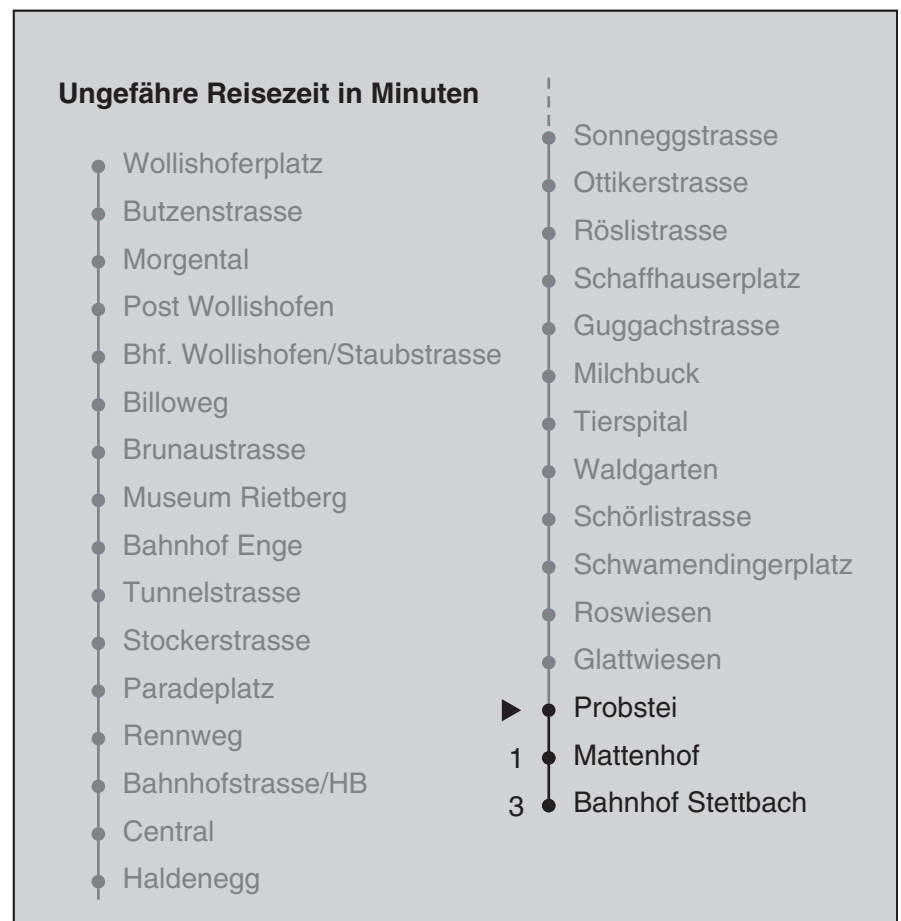 Ungefähre Reisezeit in Minuten
Wollishoferplatz
Butzenstrasse
Morgental
Post Wollishofen
Bhf. Wollishofen/Staubstrasse
Billoweg
Brunaustrasse
Museum Rietberg
Bahnhof Enge
Tunnelstrasse
Stockerstrasse
Paradeplatz
Rennweg
Bahnhofstrasse/HB
Central
Haldenegg
Sonneggstrasse
Ottikerstrasse
Röslistrasse
Schaffhauserplatz
Guggachstrasse
Milchbuck
Tierspital
Waldgarten
Schörlistrasse
Schwamendingerplatz
Roswiesen
Glattwiesen
Probstei
1 Mattenhof
3 Bahnhof Stettbach